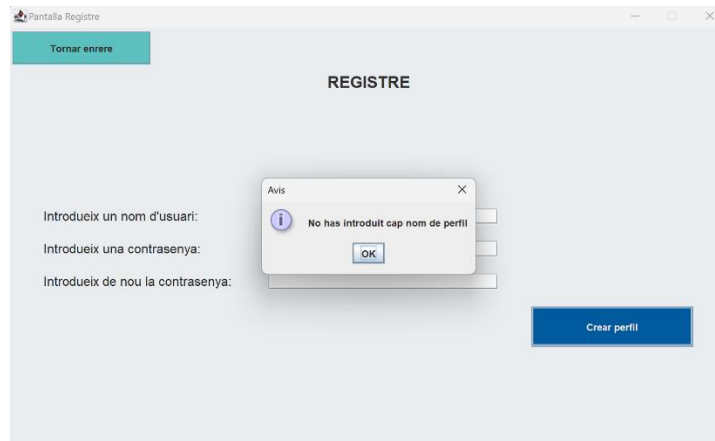 Pantalla Registre
Tornar enrere
REGISTRE
Avis
No has introduit cap nom de perfil
OK
Introdueix un nom d'usuari:
Introdueix una contrasenya:
Introdueix de nou la contrasenya:
Crear perfil